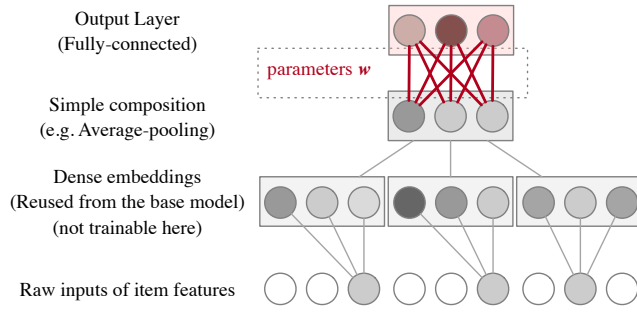 Output Layer
(Fully-connected)
parameters w
Simple composition
(e.g. Average-pooling)
Dense embeddings
(Reused from the base model)
(not trainable here)
Raw inputs of item features